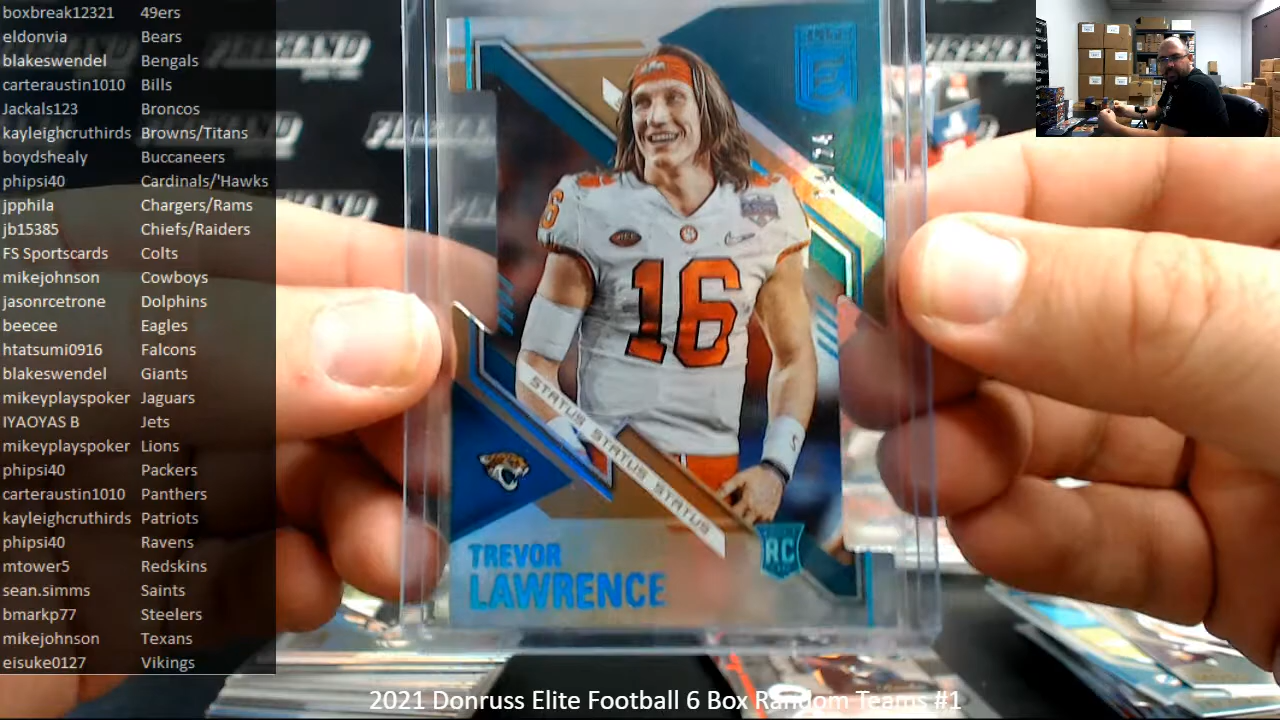 boxbreak12321 49ers
eldonvia Bears
blakeswendel Bengals
carteraustin1010 Bills
Jackals123 Broncos
kayleighcruthirds Browns/Titans
boydshealy Buccaneers
phipsi40 Cardinals/'Hawks
jpphila Chargers/Rams
jb15385 Chiefs/Raiders
FS Sportscards Colts
mikejohnson Cowboys
jasonrcetrone Dolphins
beecee Eagles
htatsumi0916 Falcons
blakeswendel Giants
mikeyplayspoker Jaguars
IYAOYAS B Jets
mikeyplayspoker Lions
phipsi40 Packers
carteraustin1010 Panthers
kayleighcruthirds Patriots
phipsi40 Ravens
mtower5 Redskins
sean.simms Saints
bmarkp77 Steelers
mikejohnson Texans
eisuke0127 Vikings
ELITE
16
16
STATUS STATUS STATUS
TREVOR
LAWRENCE
RC
2021 Donruss Elite Football 6 Box Random Teams #1